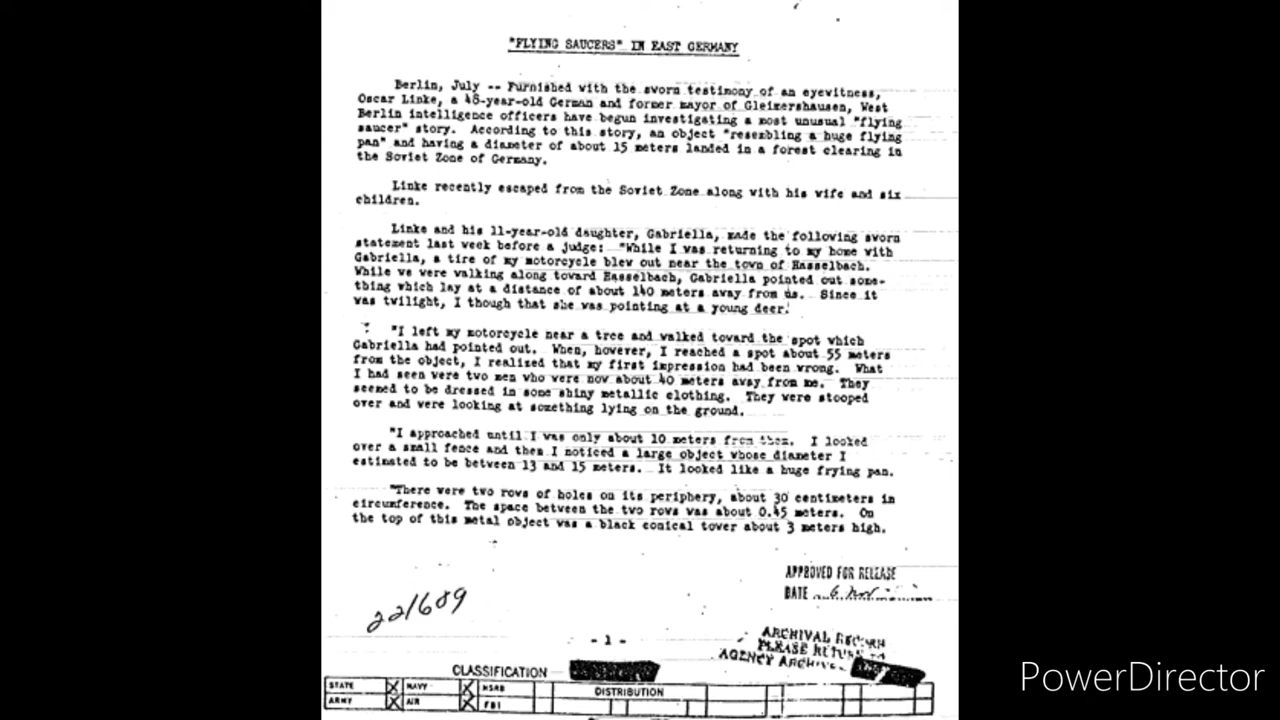 "FLYING SAUCERS" IN EAST GERMANY
Berlin, July -- Furnished with the sworn testimony of an eyewitness,
Oscar Linke, a 48-year-old German and former mayor of Gleimershausen, West
Berlin intelligence officers have begun investigating a most unusual "flying
saucer" story. According to this story, an object "resembling a huge flying
pan" and having a diameter of about 15 meters landed in a forest clearing in
the Soviet Zone of Germany.
Linke recently escaped from the Soviet Zone along with his wife and six
children.
Linke and his 11-year-old daughter, Gabriella, made the following sworn
statement last week before a judge: "While I was returning to my home with
Gabriella, a tire of my motorcycle blew out near the town of Hasselbach.
While we were walking along toward Hasselbach, Gabriella pointed out some-
thing which lay at a distance of about 140 meters away from us. Since it
was twilight, I though that she was pointing at a young deer.
"I left my motorcycle near a tree and walked toward the spot which
Gabriella had pointed out. When, however, I reached a spot about 55 meters
from the object, I realized that my first impression had been wrong. What
I had seen were two men who were now about 40 meters away from me. They
seemed to be dressed in some shiny metallic clothing. They were stooped
over and were looking at something lying on the ground.
"I approached until I was only about 10 meters from them. I looked
over a small fence and then I noticed a large object whose diameter I
estimated to be between 13 and 15 meters. It looked like a huge frying pan.
"There were two rows of holes on its periphery, about 30 centimeters in
circumference. The space between the two rows was about 0.45 meters. On
the top of this metal object was a black conical tower about 3 meters high.
APPROVED FOR RELEASE
DATE 6
221689
- 1 -
ARCHIVAL RECORD
PLEASE RETURN TO
AGENCY ARCHIVES
CLASSIFICATION
STATE X NAVY X NSRB DISTRIBUTION
ARMY X AIR X FBI
PowerDirector